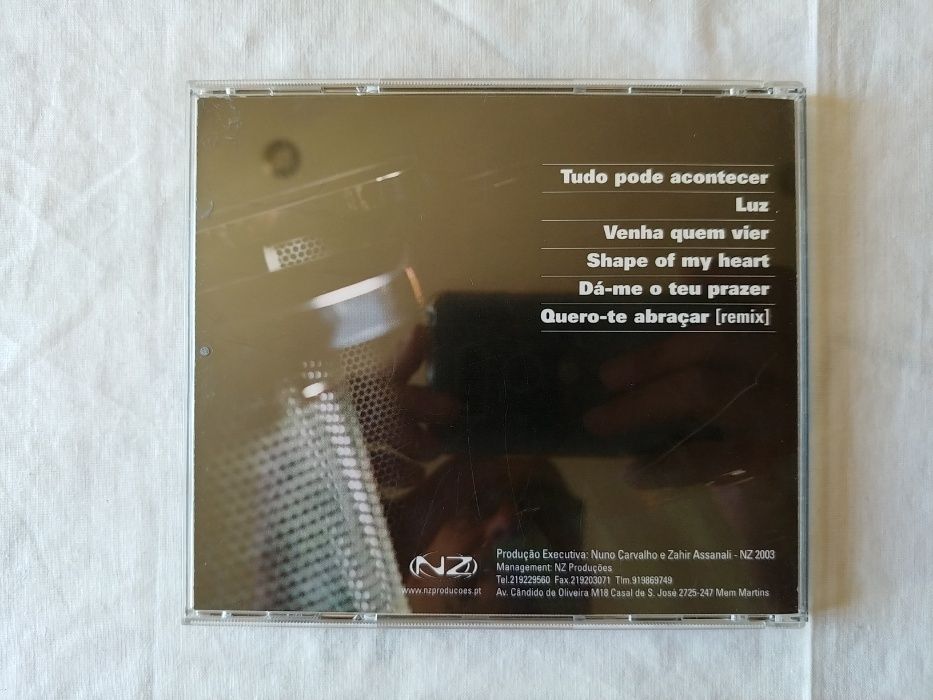 Tudo pode acontecer
Luz
Venha quem vier
Shape of my heart
Dá-me o teu prazer
Quero-te abraçar [remix]
NZ
www.nzproducoes.pt
Produção Executiva: Nuno Carvalho e Zahir Assanali - NZ 2003
Management: NZ Produções
Tel.219229560 Fax.219203071 Tlm.919869749
Av. Cândido de Oliveira M18 Casal de S. José 2725-247 Mem Martins